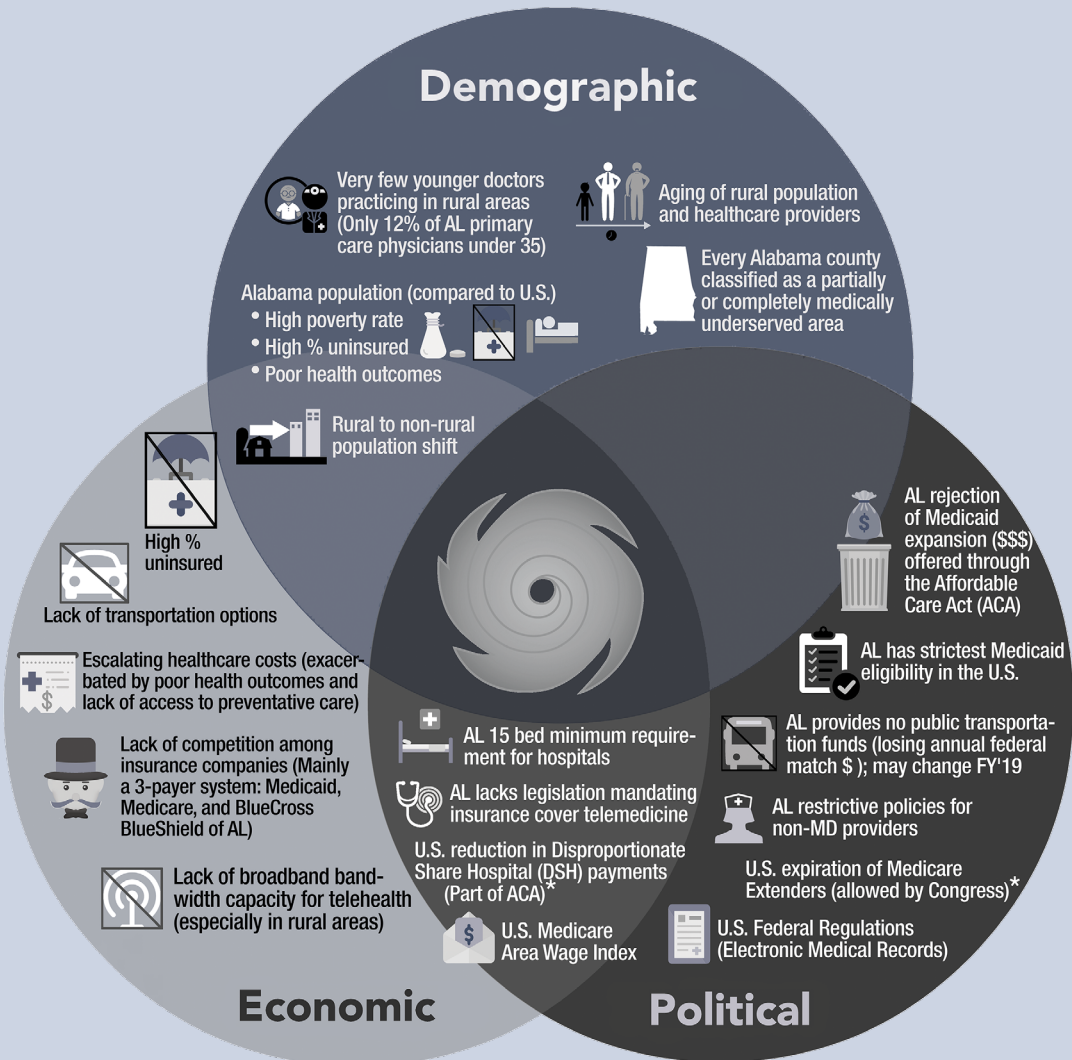 Demographic
Very few younger doctors
practicing in rural areas
(Only 12% of AL primary
care physicians under 35)
Aging of rural population
and healthcare providers
Every Alabama county
classified as a partially
or completely medically
underserved area
Alabama population (compared to U.S.)
• High poverty rate
• High % uninsured
• Poor health outcomes
Rural to non-rural
population shift
High %
uninsured
Lack of transportation options
Escalating healthcare costs (exacer-
bated by poor health outcomes and
lack of access to preventative care)
Lack of competition among
insurance companies (Mainly
a 3-payer system: Medicaid,
Medicare, and BlueCross
BlueShield of AL)
Lack of broadband band-
width capacity for telehealth
(especially in rural areas)
Economic
AL 15 bed minimum require-
ment for hospitals
AL lacks legislation mandating
insurance cover telemedicine
U.S. reduction in Disproportionate
Share Hospital (DSH) payments
(Part of ACA)*
$
U.S. Medicare
Area Wage Index
$
AL rejection
of Medicaid
expansion ($$$)
offered through
the Affordable
Care Act (ACA)
$
AL has strictest Medicaid
eligibility in the U.S.
AL provides no public transporta-
tion funds (losing annual federal
match $ ); may change FY'19
AL restrictive policies for
non-MD providers
U.S. expiration of Medicare
Extenders (allowed by Congress)*
U.S. Federal Regulations
(Electronic Medical Records)
Political